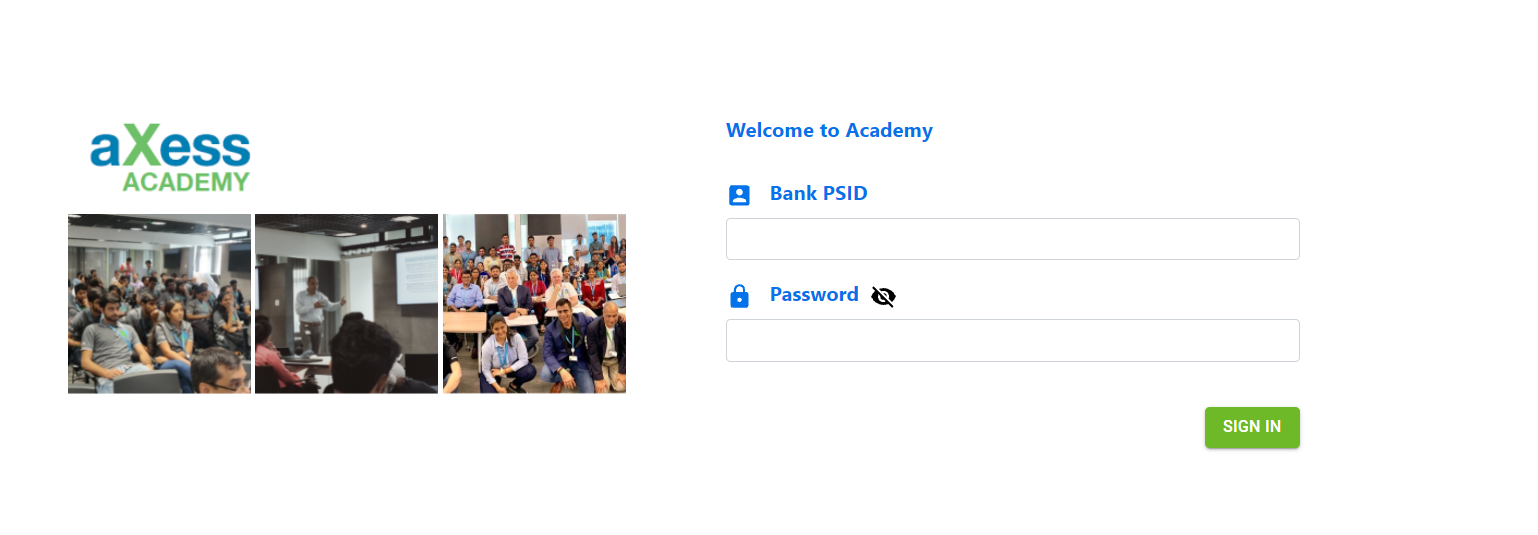 aXess
ACADEMY
Welcome to Academy
Bank PSID
Password
SIGN IN